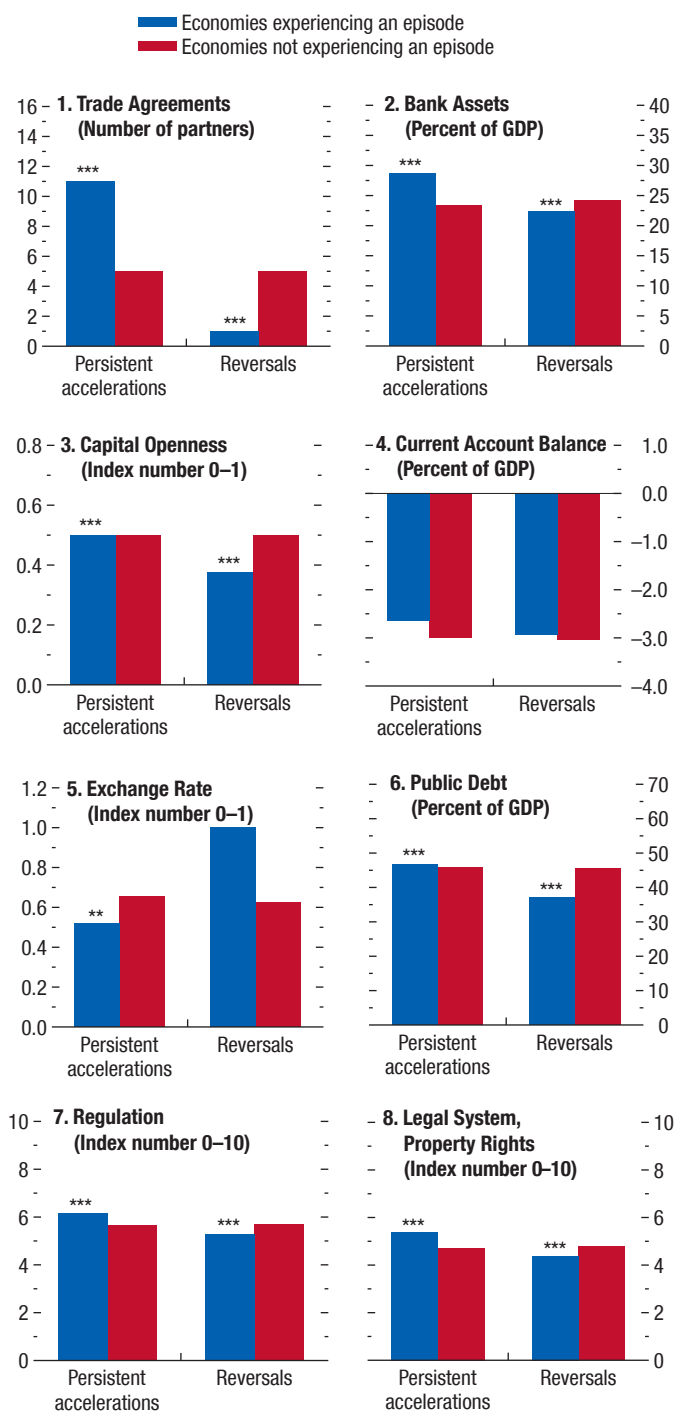 Economies experiencing an episode
Economies not experiencing an episode
1. Trade Agreements
(Number of partners)
16
14
12
10
8
6
4
2
0
***
***
Persistent
accelerations
Reversals
2. Bank Assets
(Percent of GDP)
40
35
30
25
20
15
10
5
0
***
***
Persistent
accelerations
Reversals
3. Capital Openness
(Index number 0–1)
0.8
0.6
0.4
0.2
0.0
***
***
Persistent
accelerations
Reversals
4. Current Account Balance
(Percent of GDP)
1.0
0.0
–1.0
–2.0
–3.0
–4.0
Persistent
accelerations
Reversals
5. Exchange Rate
(Index number 0–1)
1.2
1.0
0.8
0.6
0.4
0.2
0.0
**
Persistent
accelerations
Reversals
6. Public Debt
(Percent of GDP)
70
60
50
40
30
20
10
0
***
***
Persistent
accelerations
Reversals
7. Regulation
(Index number 0–10)
10
8
6
4
2
0
***
***
Persistent
accelerations
Reversals
8. Legal System,
Property Rights
(Index number 0–10)
10
8
6
4
2
0
***
***
Persistent
accelerations
Reversals